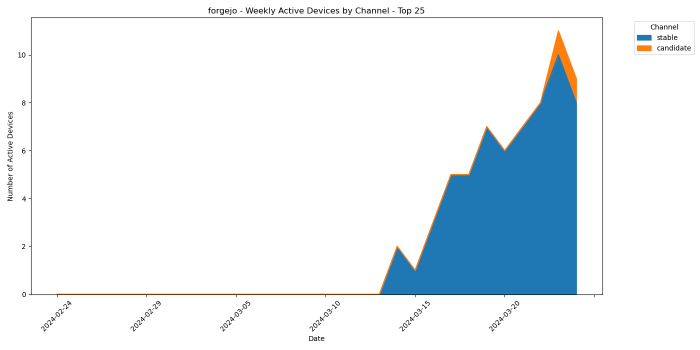 forgejo - Weekly Active Devices by Channel - Top 25
Channel
stable
candidate
Number of Active Devices
10
8
6
4
2
0
2024-02-24
2024-02-29
2024-03-05
2024-03-10
2024-03-15
2024-03-20
Date